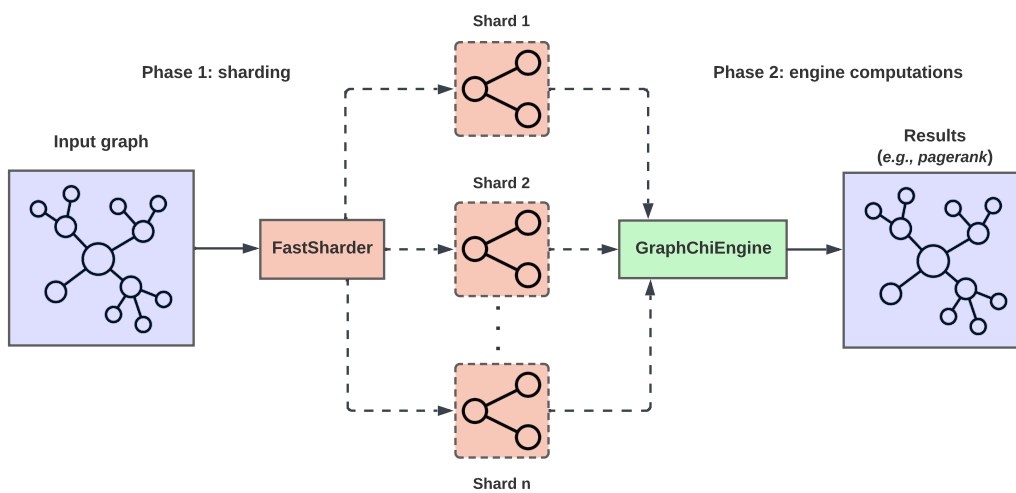 Shard 1
Phase 1: sharding
Phase 2: engine computations
Input graph
Results
(e.g., pagerank)
Shard 2
FastSharder
GraphChiEngine
Shard n